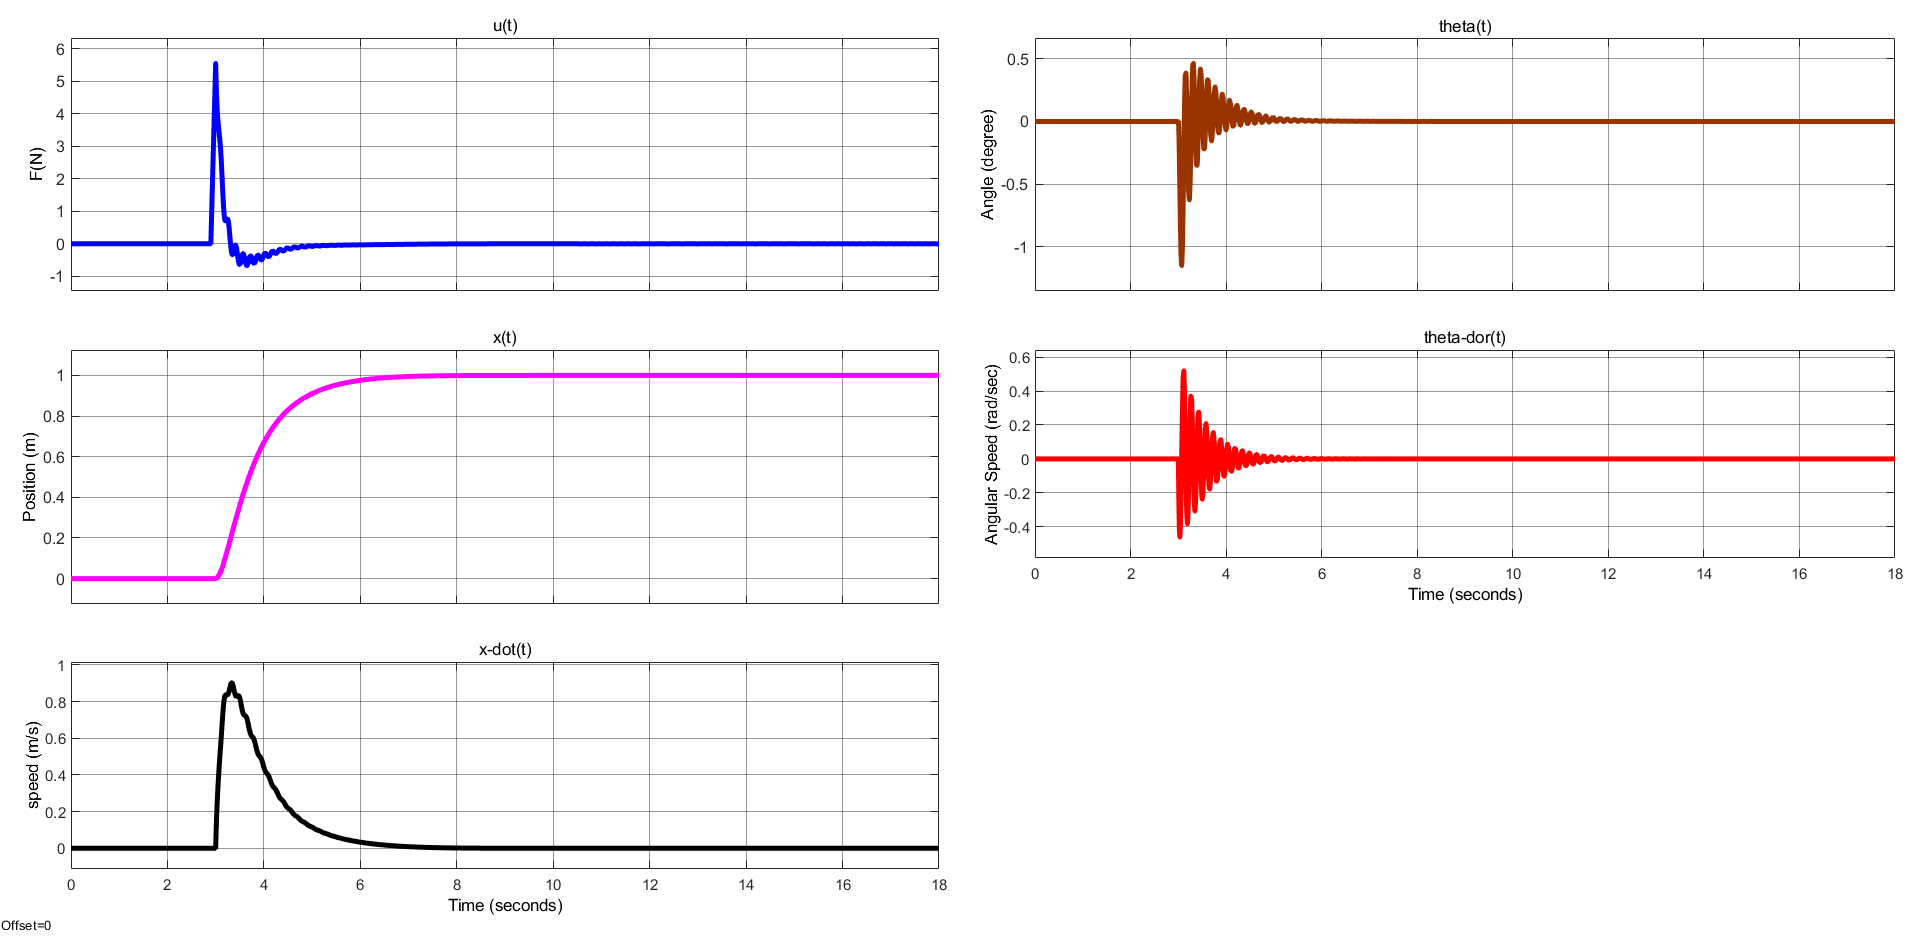 u(t)
6
5
4
3
2
1
0
-1
F(N)
x(t)
1
0.8
0.6
0.4
0.2
0
Position (m)
x-dot(t)
1
0.8
0.6
0.4
0.2
0
speed (m/s)
0 2 4 6 8 10 12 14 16 18
Time (seconds)
Offset=0
theta(t)
0.5
0
-0.5
-1
Angle (degree)
theta-dor(t)
0.6
0.4
0.2
0
-0.2
-0.4
Angular Speed (rad/sec)
0 2 4 6 8 10 12 14 16 18
Time (seconds)